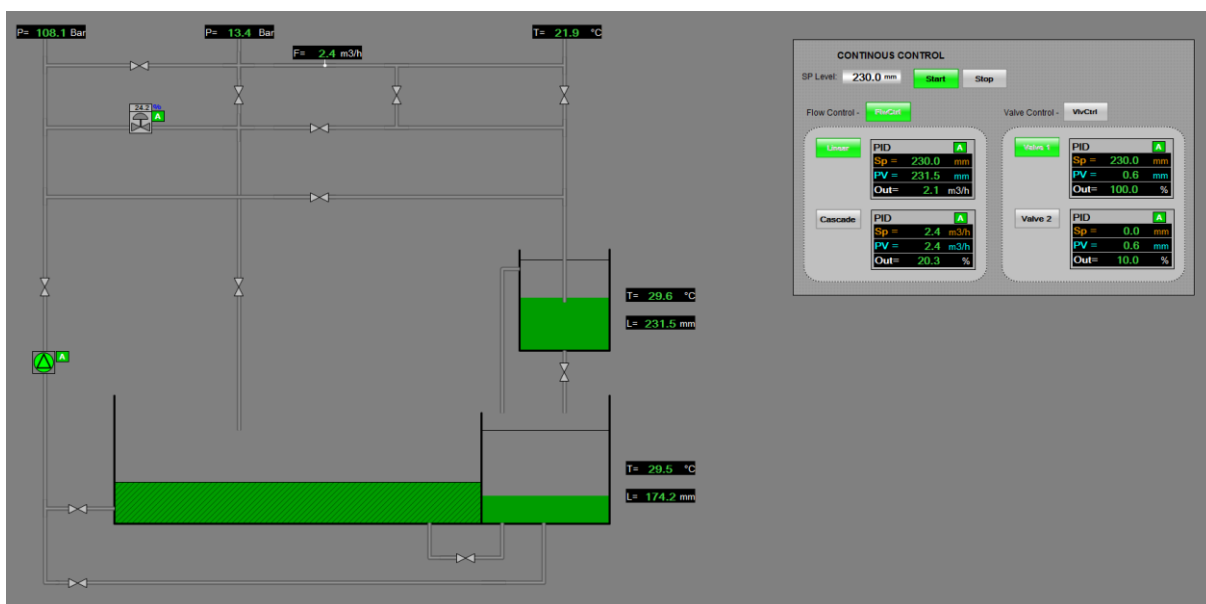 P= 108.1 Bar
P= 13.4 Bar
T= 21.9 °C
F= 2.4 m3/h
24.2 %
A
A
T= 29.6 °C
L= 231.5 mm
T= 29.5 °C
L= 174.2 mm
CONTINOUS CONTROL
SP Level: 230.0 mm Start Stop
Flow Control - FlwCtrl
Valve Control - VlvCtrl
Linear
PID A
Sp = 230.0 mm
PV = 231.5 mm
Out= 2.1 m3/h
Cascade
PID A
Sp = 2.4 m3/h
PV = 2.4 m3/h
Out= 20.3 %
Valve 1
PID A
Sp = 230.0 mm
PV = 0.6 mm
Out= 100.0 %
Valve 2
PID A
Sp = 0.0 mm
PV = 0.6 mm
Out= 10.0 %